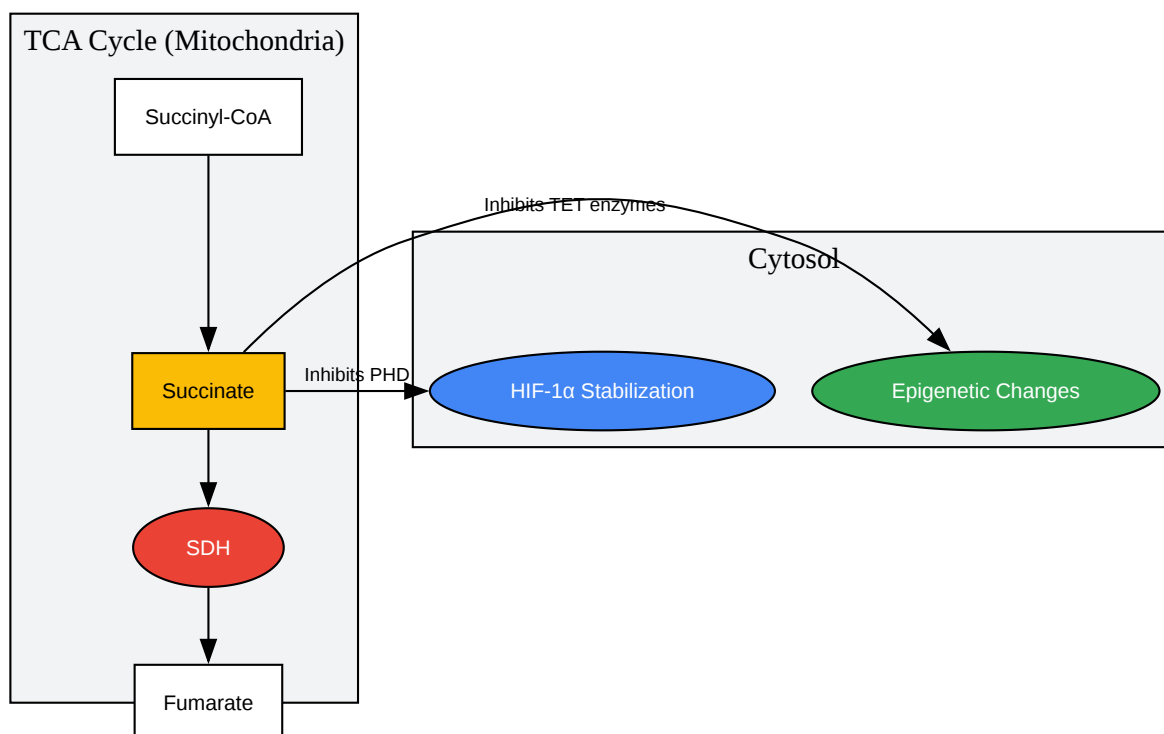 TCA Cycle (Mitochondria)
Succinyl-CoA
Inhibits TET enzymes
Cytosol
Inhibits PHD
Succinate
HIF-1α Stabilization
Epigenetic Changes
SDH
Fumarate